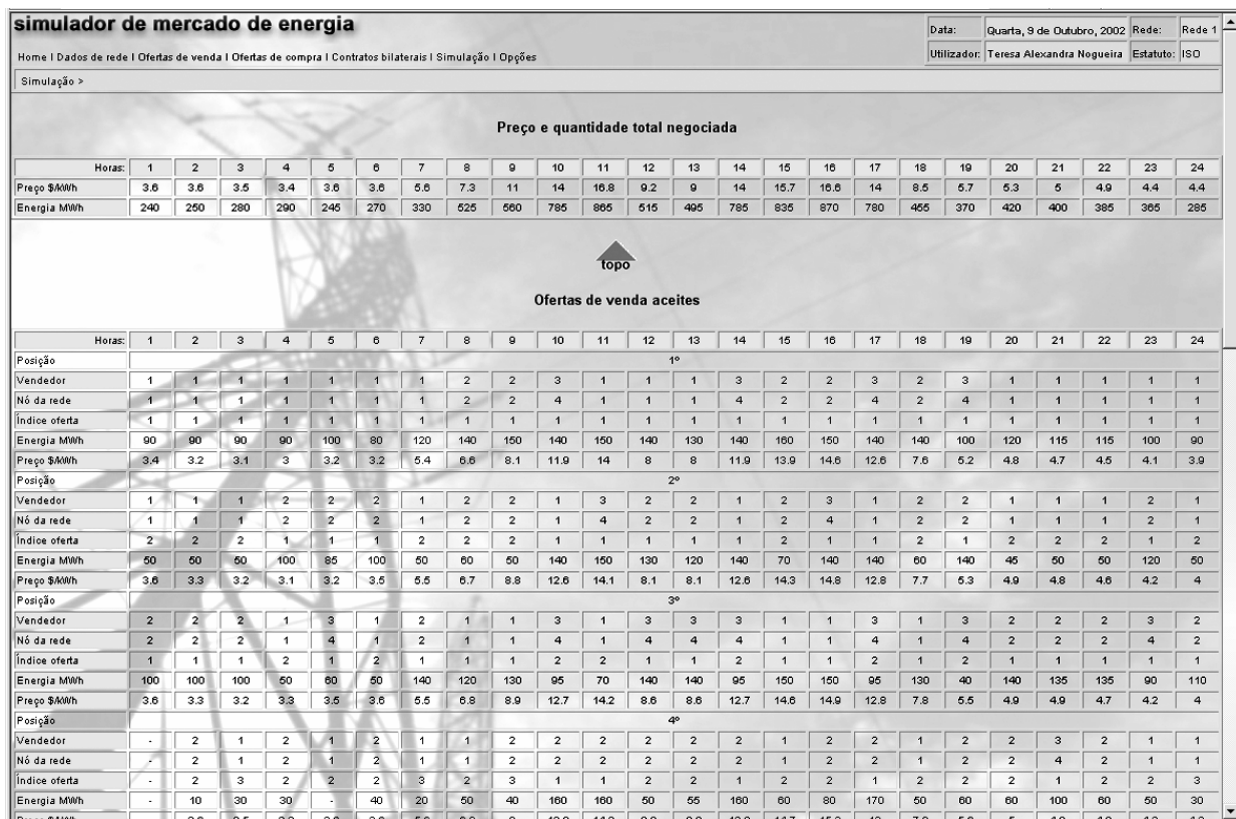 simulador de mercado de energia
Data: Quarta, 9 de Outubro, 2002 Rede: Rede 1
Home I Dados de rede I Ofertas de venda I Ofertas de compra I Contratos bilaterais I Simulação I Opções
Utilizador: Teresa Alexandra Nogueira Estatuto: ISO
Simulação >
Preço e quantidade total negociada
Horas: 1 2 3 4 5 6 7 8 9 10 11 12 13 14 15 16 17 18 19 20 21 22 23 24
Preço $/kWh 3.6 3.6 3.5 3.4 3.6 3.6 5.6 7.3 11 14 16.8 9.2 9 14 15.7 16.6 14 8.5 5.7 5.3 5 4.9 4.4 4.4
Energia MWh 240 250 280 290 245 270 330 525 560 785 865 515 495 785 835 870 780 455 370 420 400 385 365 285
topo
Ofertas de venda aceites
Horas: 1 2 3 4 5 6 7 8 9 10 11 12 13 14 15 16 17 18 19 20 21 22 23 24
Posição 1º
Vendedor 1 1 1 1 1 1 1 2 2 3 1 1 1 3 2 2 3 2 3 1 1 1 1 1
Nó da rede 1 1 1 1 1 1 1 2 2 4 1 1 1 4 2 2 4 2 4 1 1 1 1 1
Índice oferta 1 1 1 1 1 1 1 1 1 1 1 1 1 1 1 1 1 1 1 1 1 1 1 1
Energia MWh 90 90 90 90 100 80 120 140 150 140 150 140 130 140 160 150 140 140 100 120 115 115 100 90
Preço $/kWh 3.4 3.2 3.1 3 3.2 3.2 5.4 6.6 8.1 11.9 14 8 8 11.9 13.9 14.6 12.6 7.6 5.2 4.8 4.7 4.5 4.1 3.9
Posição 2º
Vendedor 1 1 1 2 2 2 1 2 2 1 3 2 2 1 2 3 1 2 2 1 1 1 2 1
Nó da rede 1 1 1 2 2 2 1 2 2 1 4 2 2 1 2 4 1 2 2 1 1 1 2 1
Índice oferta 2 2 2 1 1 1 2 2 2 1 1 1 1 1 2 1 1 2 1 2 2 2 1 2
Energia MWh 50 50 50 100 85 100 50 60 50 140 150 130 120 140 70 140 140 60 140 45 50 50 120 50
Preço $/kWh 3.6 3.3 3.2 3.1 3.2 3.5 5.5 6.7 8.8 12.6 14.1 8.1 8.1 12.6 14.3 14.8 12.8 7.7 5.3 4.9 4.8 4.6 4.2 4
Posição 3º
Vendedor 2 2 2 1 3 1 2 1 1 3 1 3 3 3 1 1 3 1 3 2 2 2 3 2
Nó da rede 2 2 2 1 4 1 2 1 1 4 1 4 4 4 1 1 4 1 4 2 2 2 4 2
Índice oferta 1 1 1 2 1 2 1 1 1 2 2 1 1 2 1 1 2 1 2 1 1 1 1 1
Energia MWh 100 100 100 50 60 50 140 120 130 95 70 140 140 95 150 150 95 130 40 140 135 135 90 110
Preço $/kWh 3.6 3.3 3.2 3.3 3.5 3.6 5.5 6.8 8.9 12.7 14.2 8.6 8.6 12.7 14.6 14.9 12.8 7.8 5.5 4.9 4.9 4.7 4.2 4
Posição 4º
Vendedor - 2 1 2 1 2 1 1 2 2 2 2 2 2 1 2 2 1 2 2 3 2 1 1
Nó da rede - 2 1 2 1 2 1 1 2 2 2 2 2 2 1 2 2 1 2 2 4 2 1 1
Índice oferta - 2 3 2 2 2 3 2 3 1 1 2 2 1 2 2 1 2 2 2 1 2 2 3
Energia MWh - 10 30 30 - 40 20 50 40 160 160 50 55 160 60 80 170 50 60 60 100 60 50 30